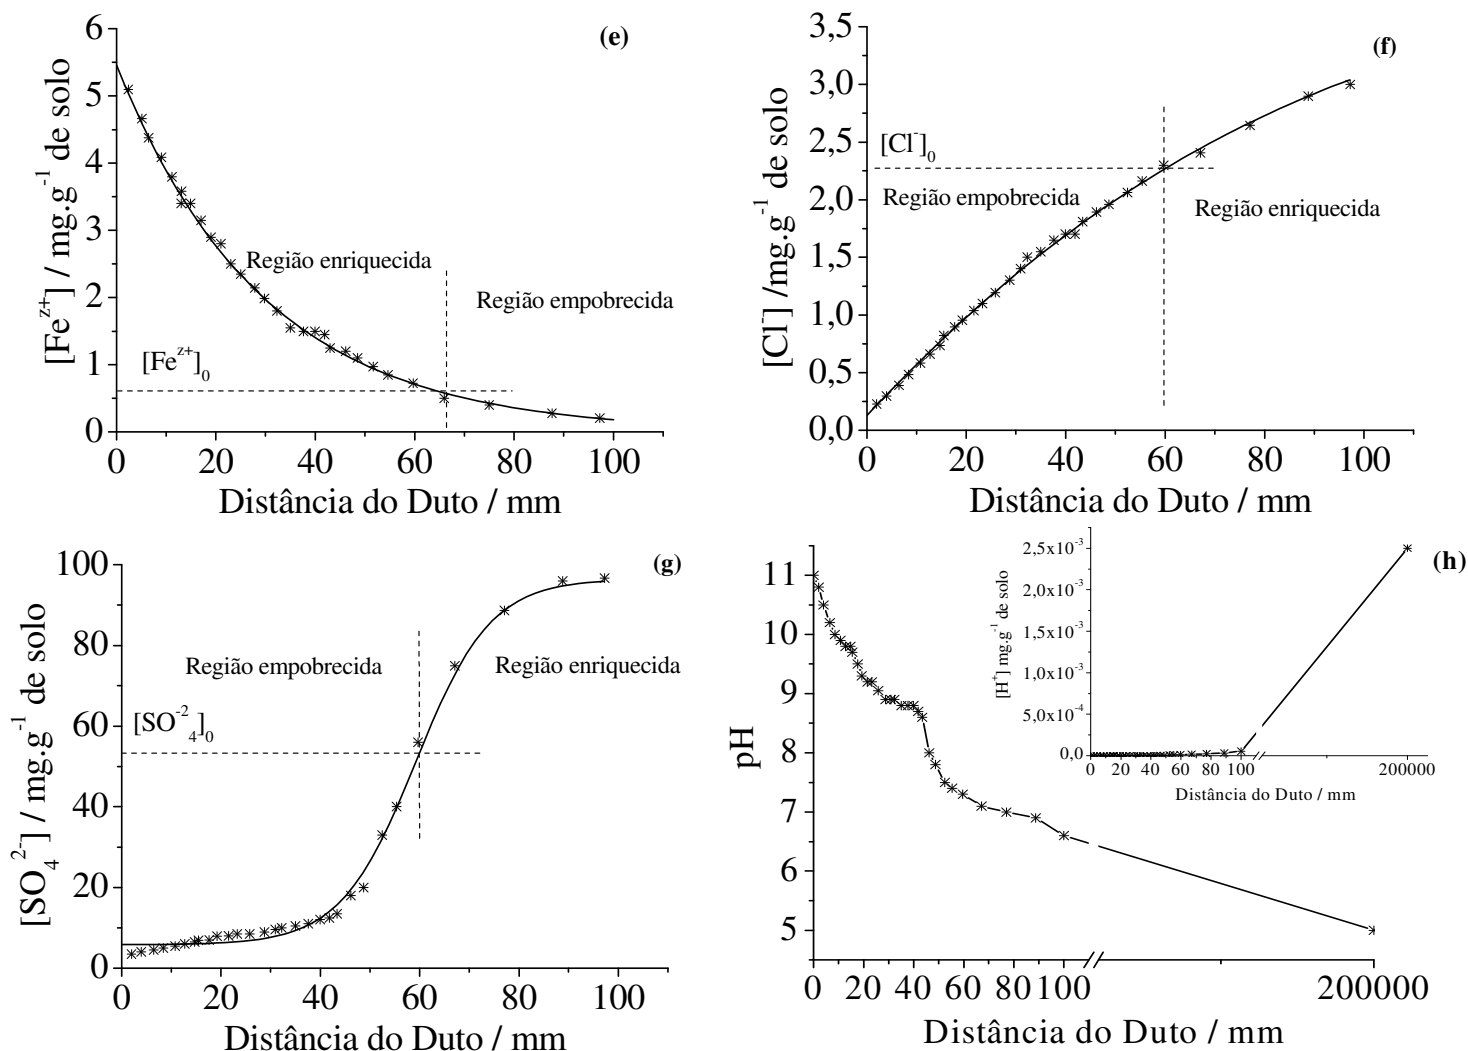 (e)
[Fe^z+] / mg.g^-1 de solo
6
5
4
3
2
1
0
Região enriquecida
Região empobrecida
[Fe^z+]_0
0 20 40 60 80 100
Distância do Duto / mm
(f)
[Cl^-] /mg.g^-1 de solo
3,5
3,0
2,5
2,0
1,5
1,0
0,5
0,0
[Cl^-]_0
Região empobrecida
Região enriquecida
0 20 40 60 80 100
Distância do Duto / mm
(g)
[SO_4^2-] / mg.g^-1 de solo
100
80
60
40
20
0
Região empobrecida
Região enriquecida
[SO_4^-2]_0
0 20 40 60 80 100
Distância do Duto / mm
(h)
pH
11
10
9
8
7
6
5
0 20 40 60 80 100 200000
Distância do Duto / mm
[H^+] mg.g^-1 de solo
2,5x10^-3
2,0x10^-3
1,5x10^-3
1,0x10^-3
5,0x10^-4
0,0
0 20 40 60 80 100 200000
Distância do Duto / mm